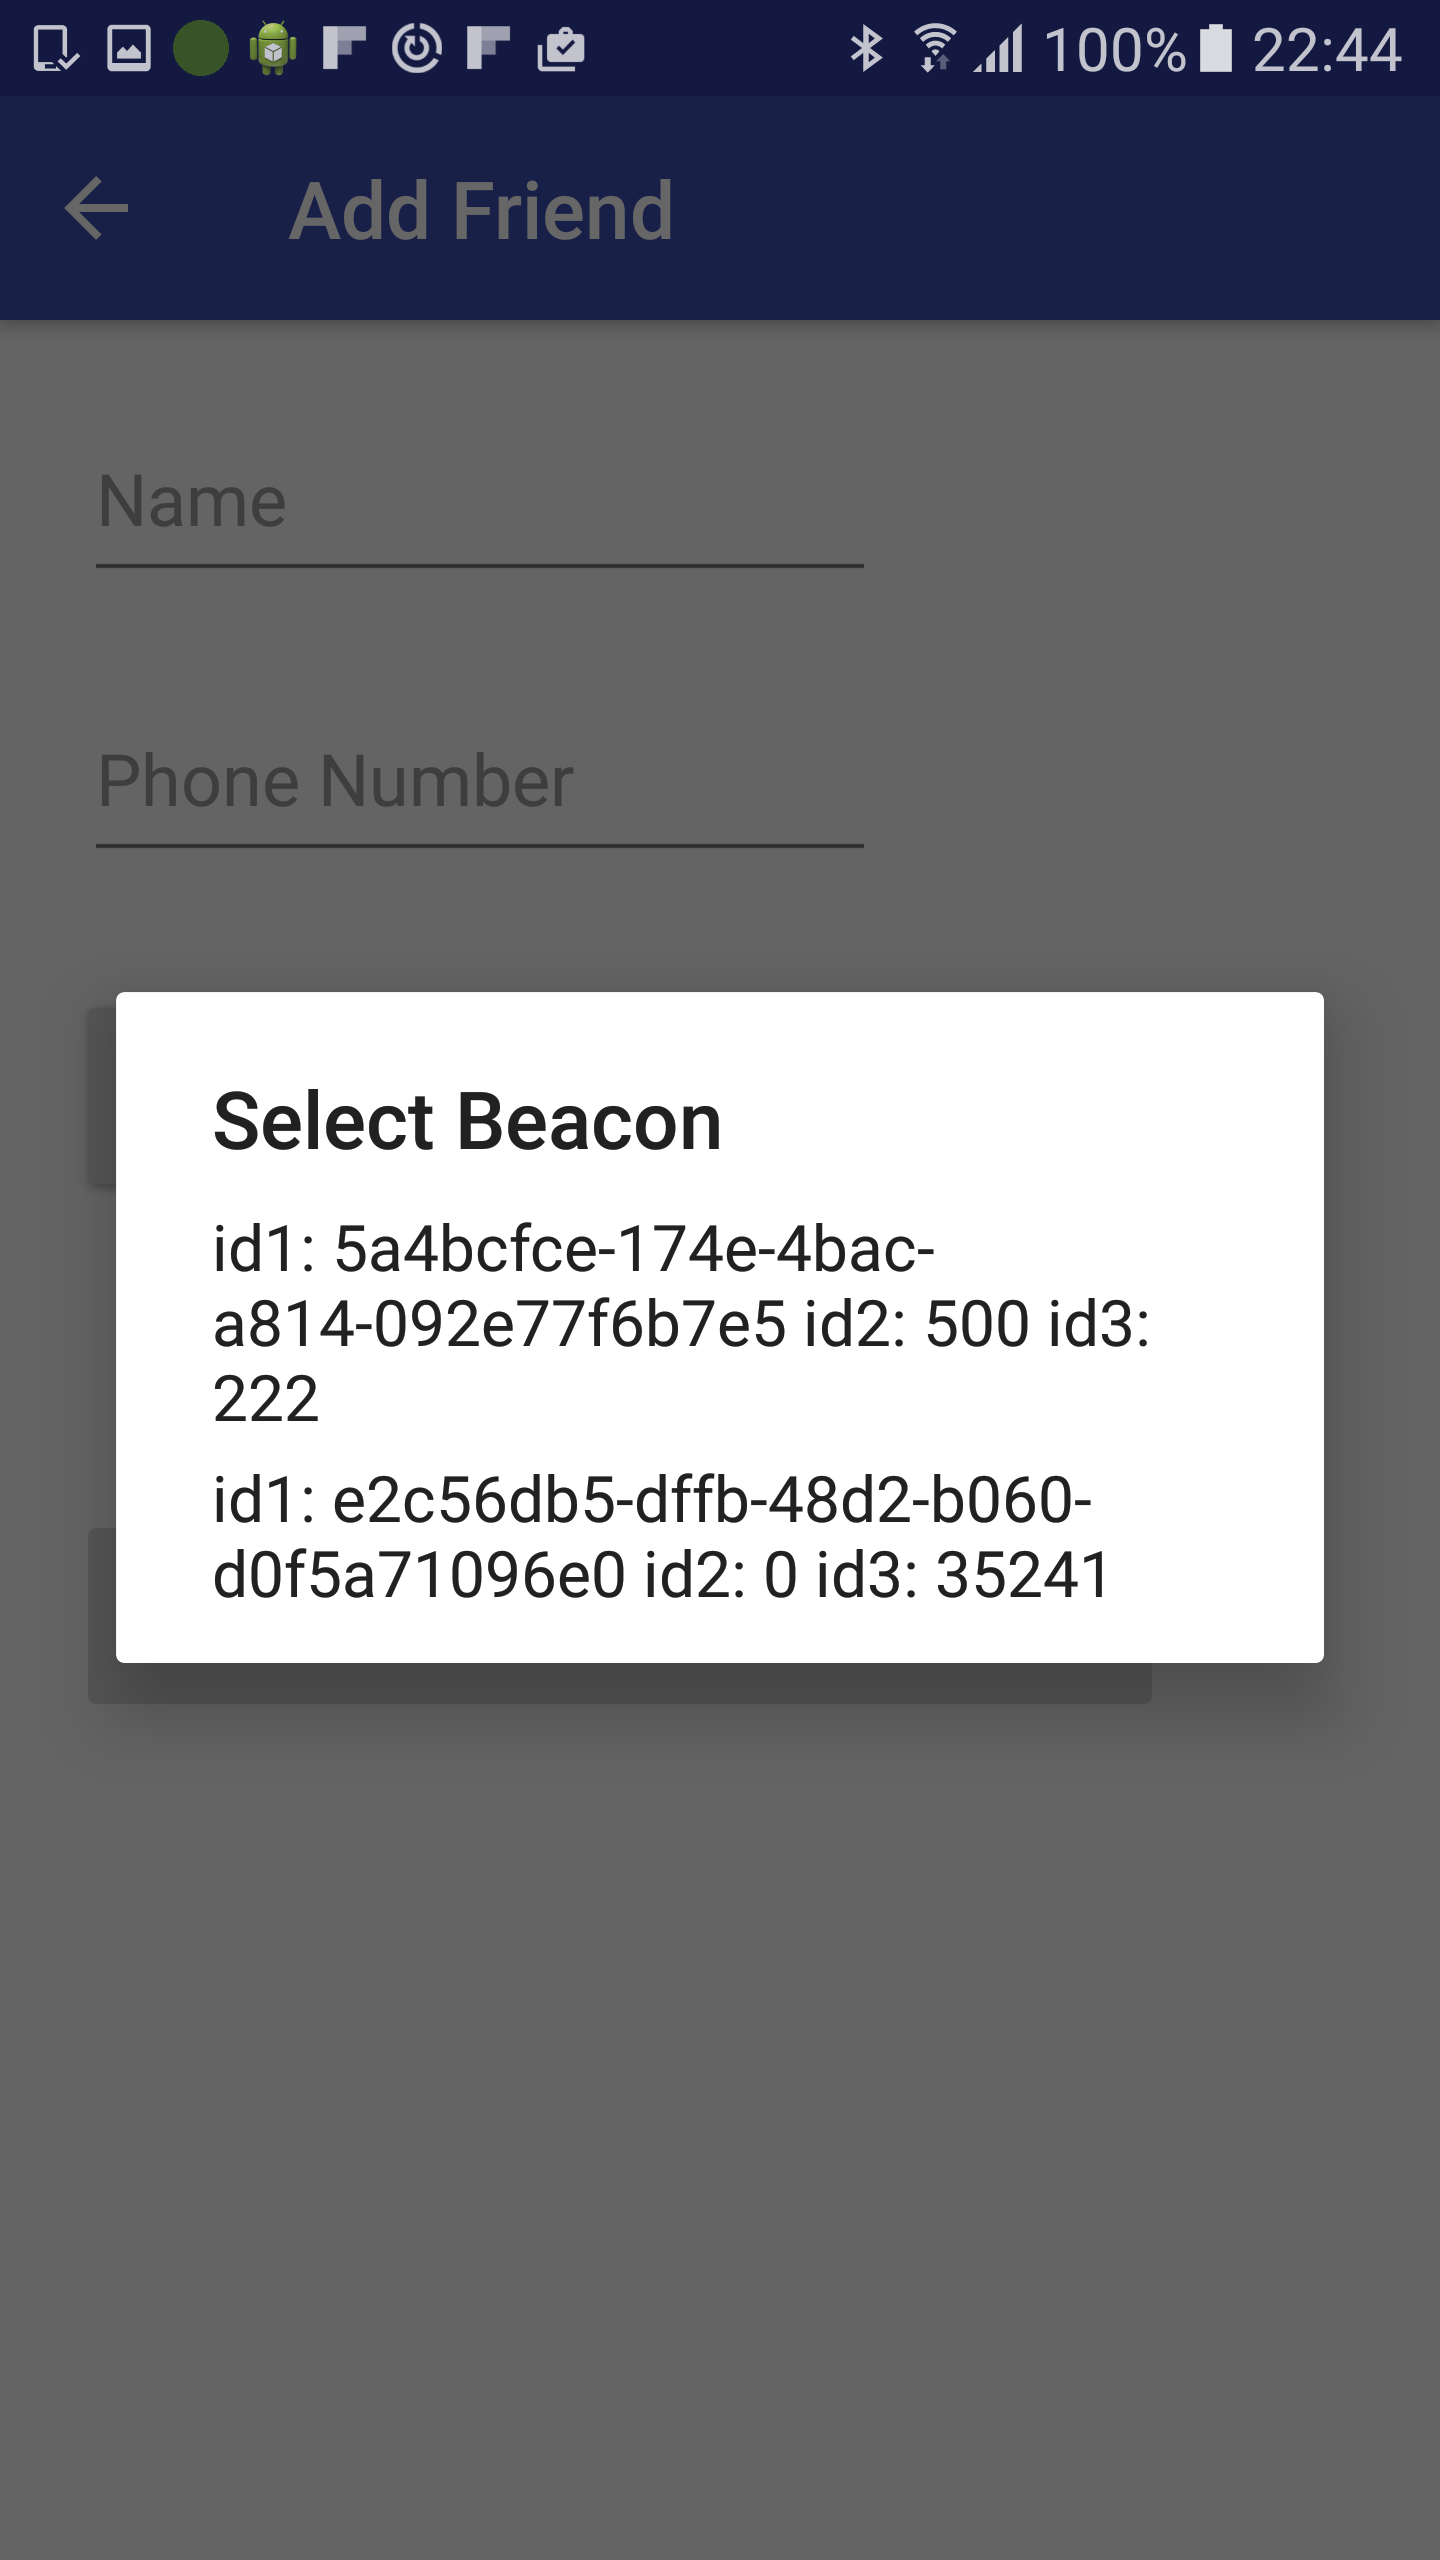 100% 22:44
Add Friend
Name
Phone Number
Select Beacon
id1: 5a4bcfce-174e-4bac-
a814-092e77f6b7e5 id2: 500 id3:
222
id1: e2c56db5-dffb-48d2-b060-
d0f5a71096e0 id2: 0 id3: 35241